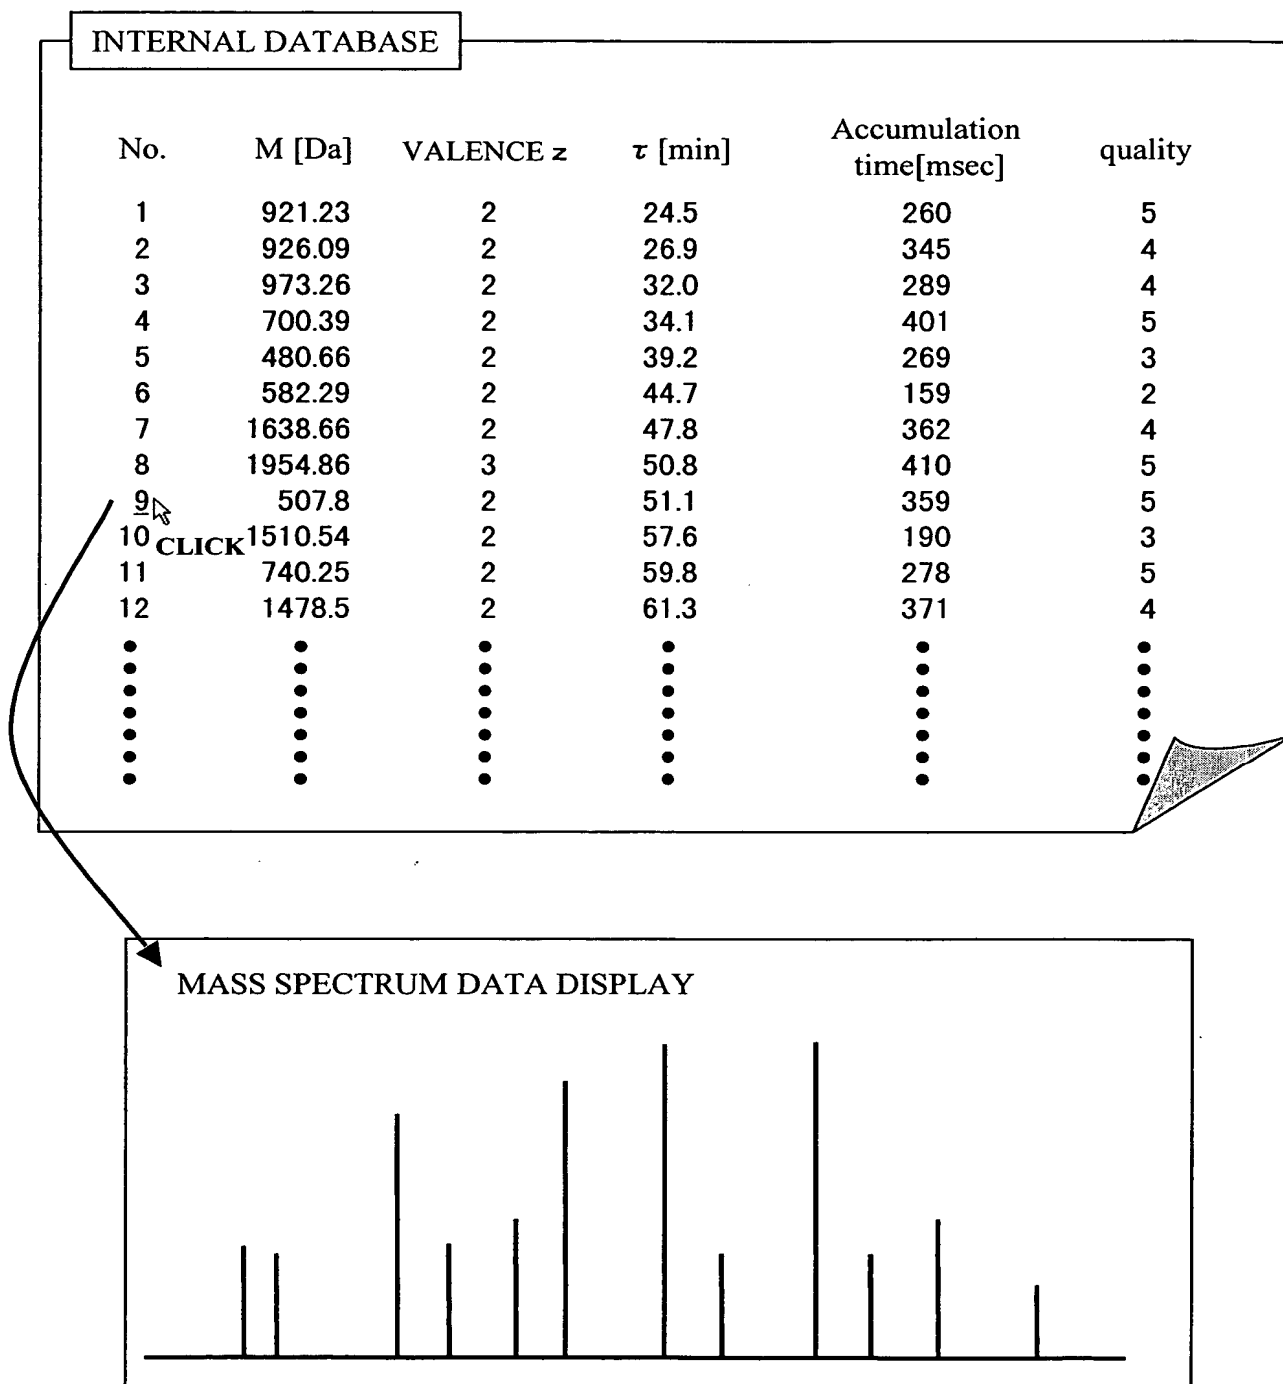 INTERNAL DATABASE
No. M [Da] VALENCE z τ [min] Accumulation time[msec] quality
1 921.23 2 24.5 260 5
2 926.09 2 26.9 345 4
3 973.26 2 32.0 289 4
4 700.39 2 34.1 401 5
5 480.66 2 39.2 269 3
6 582.29 2 44.7 159 2
7 1638.66 2 47.8 362 4
8 1954.86 3 50.8 410 5
9 507.8 2 51.1 359 5
10 CLICK 1510.54 2 57.6 190 3
11 740.25 2 59.8 278 5
12 1478.5 2 61.3 371 4
MASS SPECTRUM DATA DISPLAY